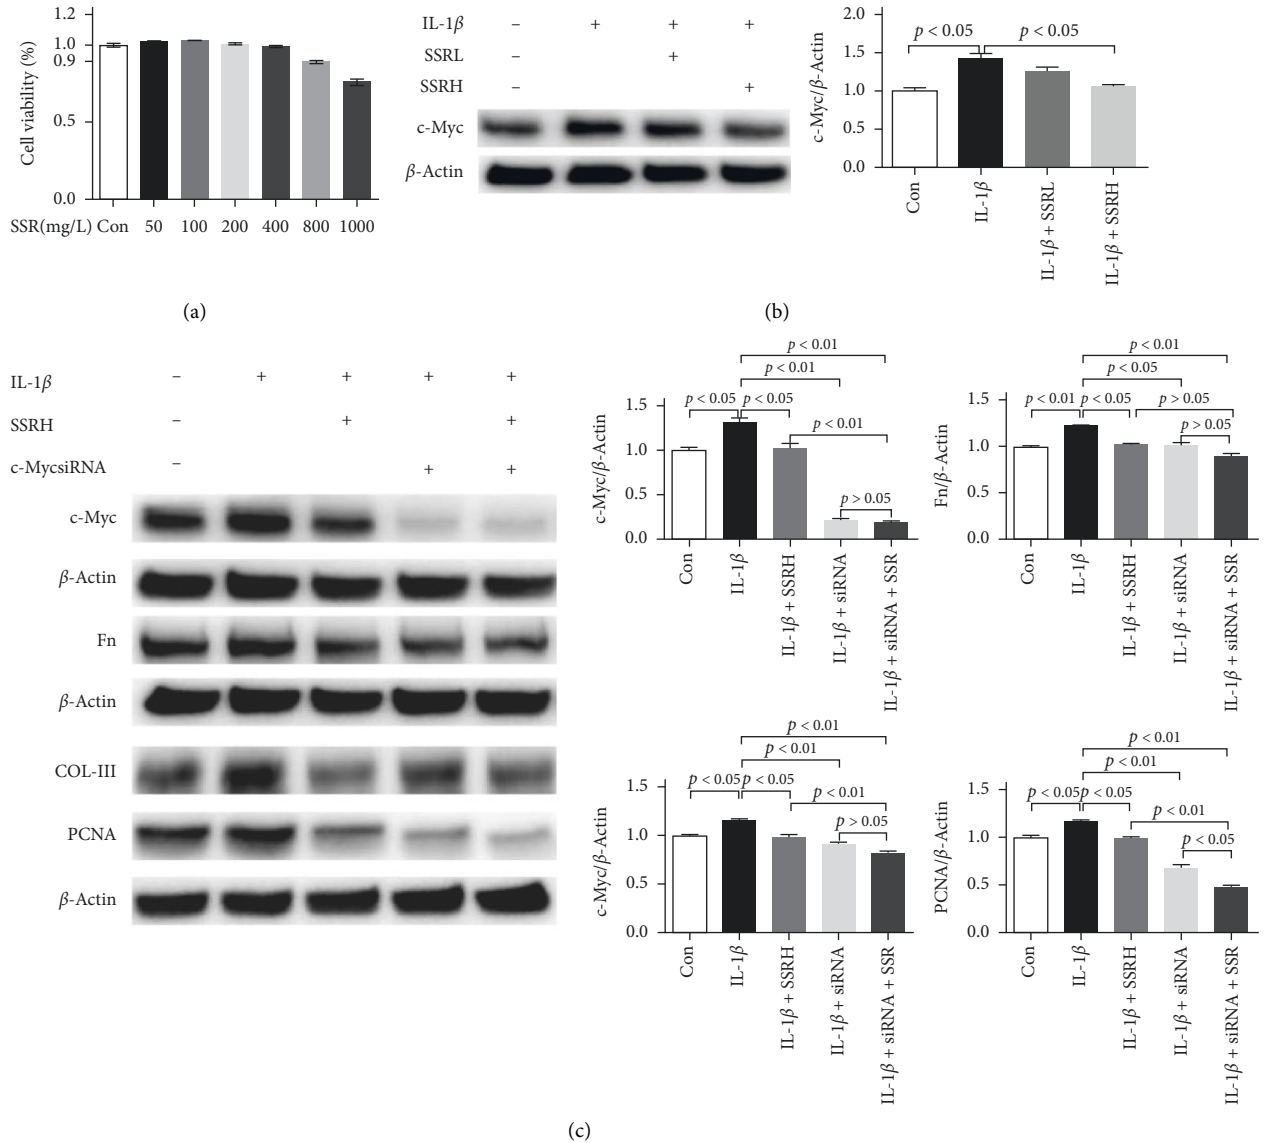 1.2
1.0
0.9
0.5
0.0
Cell viability (%)
SSR(mg/L) Con 50 100 200 400 800 1000
(a)
IL-1β – + + +
SSRL – +
SSRH – +
c-Myc
β-Actin
2.0
1.5
1.0
0.5
0.0
c-Myc/β-Actin
p < 0.05 p < 0.05
Con
IL-1β
IL-1β + SSRL
IL-1β + SSRH
(b)
IL-1β – + + + +
SSRH – + +
c-MycsiRNA – + +
c-Myc
β-Actin
Fn
β-Actin
COL-III
PCNA
β-Actin
p < 0.01
p < 0.01
p < 0.05 p < 0.05
p < 0.01
p > 0.05
1.5
1.0
0.5
0.0
c-Myc/β-Actin
Con
IL-1β
IL-1β + SSRH
IL-1β + siRNA
IL-1β + siRNA + SSR
p < 0.01
p < 0.05
p < 0.01 p < 0.05 p > 0.05
p > 0.05
1.5
1.0
0.5
0.0
Fn/β-Actin
Con
IL-1β
IL-1β + SSRH
IL-1β + siRNA
IL-1β + siRNA + SSR
p < 0.01
p < 0.01
p < 0.05 p < 0.05
p < 0.01
p > 0.05
1.5
1.0
0.5
0.0
c-Myc/β-Actin
Con
IL-1β
IL-1β + SSRH
IL-1β + siRNA
IL-1β + siRNA + SSR
p < 0.01
p < 0.01
p < 0.05 p < 0.05
p < 0.01
p < 0.05
1.5
1.0
0.5
0.0
PCNA/β-Actin
Con
IL-1β
IL-1β + SSRH
IL-1β + siRNA
IL-1β + siRNA + SSR
(c)